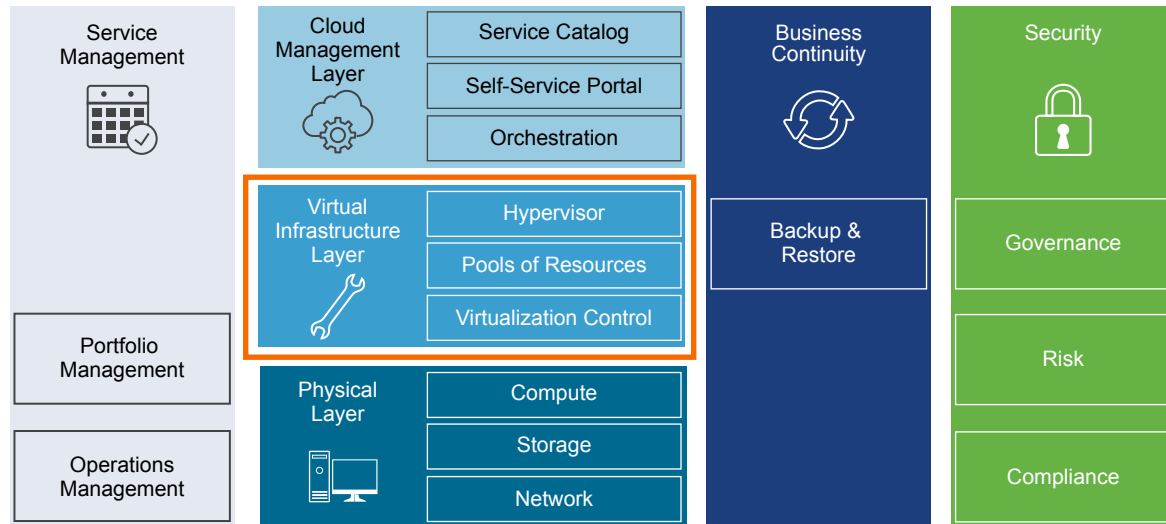 Service
Management
Portfolio
Management
Operations
Management
Cloud
Management
Layer
Service Catalog
Self-Service Portal
Orchestration
Virtual
Infrastructure
Layer
Hypervisor
Pools of Resources
Virtualization Control
Physical
Layer
Compute
Storage
Network
Business
Continuity
Backup &
Restore
Security
Governance
Risk
Compliance